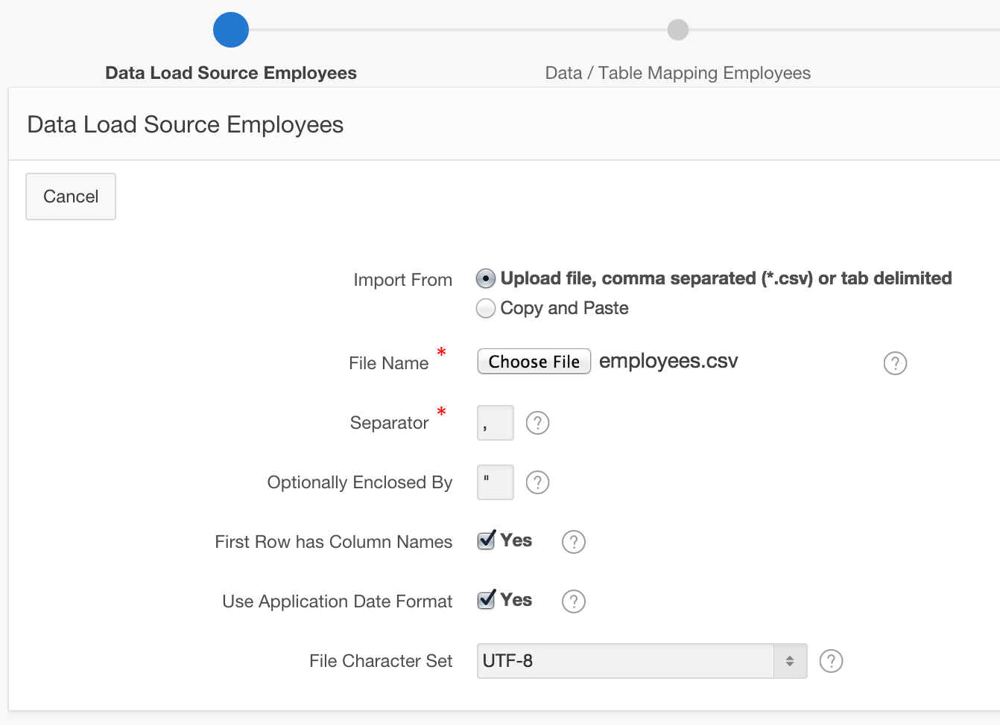 Data Load Source Employees
Data / Table Mapping Employees
Data Load Source Employees
Cancel
Import From
Upload file, comma separated (*.csv) or tab delimited
Copy and Paste
File Name * Choose File employees.csv ?
Separator * , ?
Optionally Enclosed By " ?
First Row has Column Names Yes ?
Use Application Date Format Yes ?
File Character Set UTF-8 ?